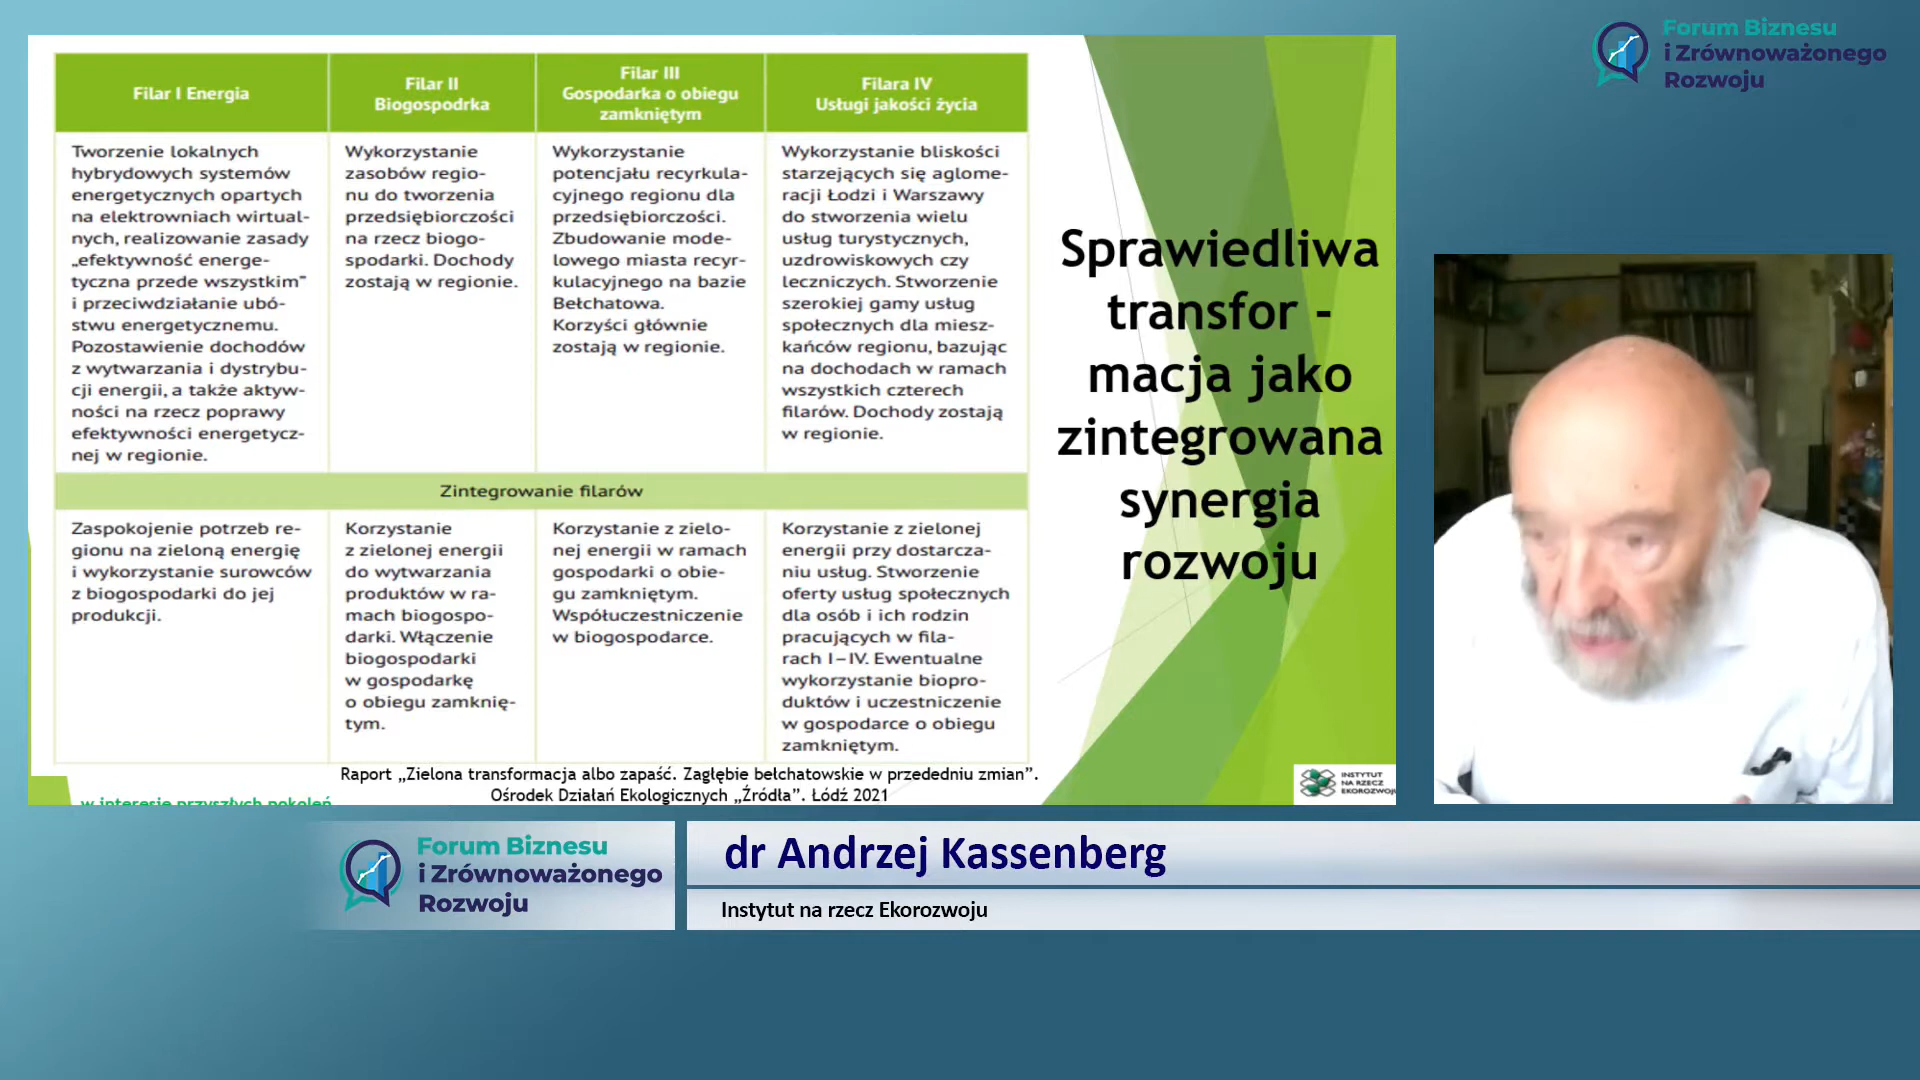 Forum Biznesu
i Zrównoważonego
Rozwoju
Filar I Energia
Filar II
Biogospodrka
Filar III
Gospodarka o obiegu
zamkniętym
Filara IV
Usługi jakości życia
Tworzenie lokalnych
hybrydowych systemów
energetycznych opartych
na elektrowniach wirtual-
nych, realizowanie zasady
„efektywność energe-
tyczna przede wszystkim”
i przeciwdziałanie ubó-
stwu energetycznemu.
Pozostawienie dochodów
z wytwarzania i dystrybu-
cji energii, a także aktyw-
ności na rzecz poprawy
efektywności energetycz-
nej w regionie.
Wykorzystanie
zasobów regio-
nu do tworzenia
przedsiębiorczości
na rzecz biogo-
spodarki. Dochody
zostają w regionie.
Wykorzystanie
potencjału recyrkula-
cyjnego regionu dla
przedsiębiorczości.
Zbudowanie mode-
lowego miasta recyr-
kulacyjnego na bazie
Bełchatowa.
Korzyści głównie
zostają w regionie.
Wykorzystanie bliskości
starzejących się aglome-
racji Łodzi i Warszawy
do stworzenia wielu
usług turystycznych,
uzdrowiskowych czy
leczniczych. Stworzenie
szerokiej gamy usług
społecznych dla miesz-
kańców regionu, bazując
na dochodach w ramach
wszystkich czterech
filarów. Dochody zostają
w regionie.
Zintegrowanie filarów
Zaspokojenie potrzeb re-
gionu na zieloną energię
i wykorzystanie surowców
z biogospodarki do jej
produkcji.
Korzystanie
z zielonej energii
do wytwarzania
produktów w ra-
mach biogospo-
darki. Włączenie
biogospodarki
w gospodarkę
o obiegu zamknię-
tym.
Korzystanie z zielo-
nej energii w ramach
gospodarki o obie-
gu zamkniętym.
Współuczestniczenie
w biogospodarce.
Korzystanie z zielonej
energii przy dostarcza-
niu usług. Stworzenie
oferty usług społecznych
dla osób i ich rodzin
pracujących w fila-
rach I–IV. Ewentualne
wykorzystanie biopro-
duktów i uczestniczenie
w gospodarce o obiegu
zamkniętym.
Sprawiedliwa
transfor -
macja jako
zintegrowana
synergia
rozwoju
Raport „Zielona transformacja albo zapaść. Zagłębie bełchatowskie w przededniu zmian”.
Ośrodek Działań Ekologicznych „Źródła”. Łódź 2021
w interesie przyszłych pokoleń
INSTYTUT
NA RZECZ
EKOROZWOJU
Forum Biznesu
i Zrównoważonego
Rozwoju
dr Andrzej Kassenberg
Instytut na rzecz Ekorozwoju